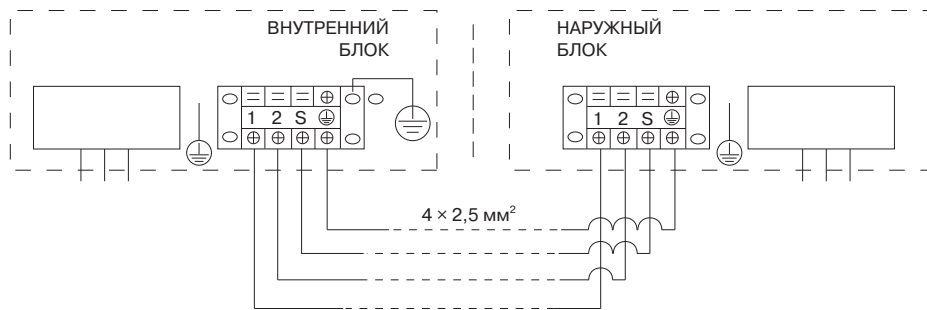 ВНУТРЕННИЙ
БЛОК
НАРУЖНЫЙ
БЛОК
1 2 S
1 2 S
4 × 2,5 мм²